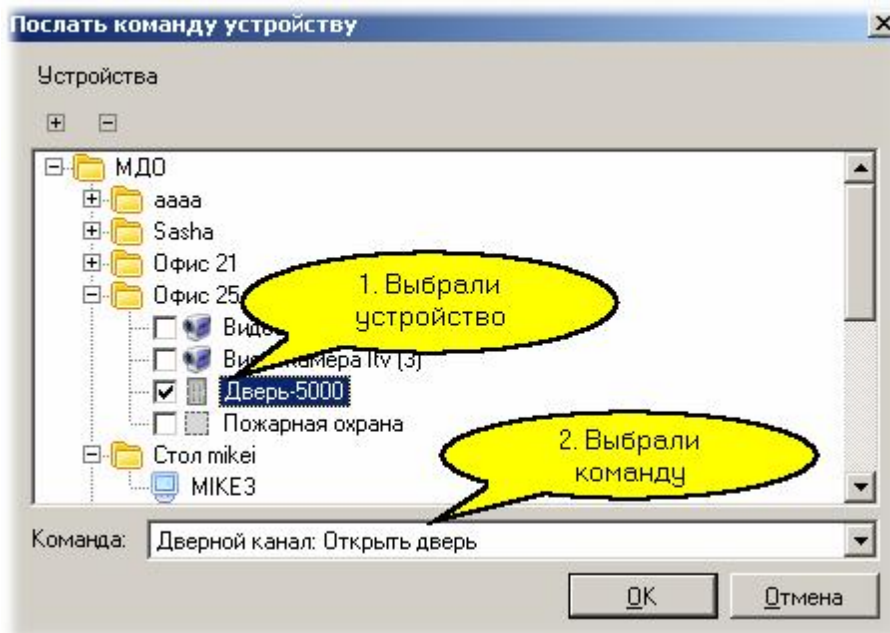 Послать команду устройству
Устройства
МДО
аааа
Sasha
Офис 21
Офис 25
1. Выбрали
устройство
камера Itv (3)
Дверь-5000
Пожарная охрана
2. Выбрали
команду
Стол mikei
MIKE3
Команда:
Дверной канал: Открыть дверь
OK
Отмена